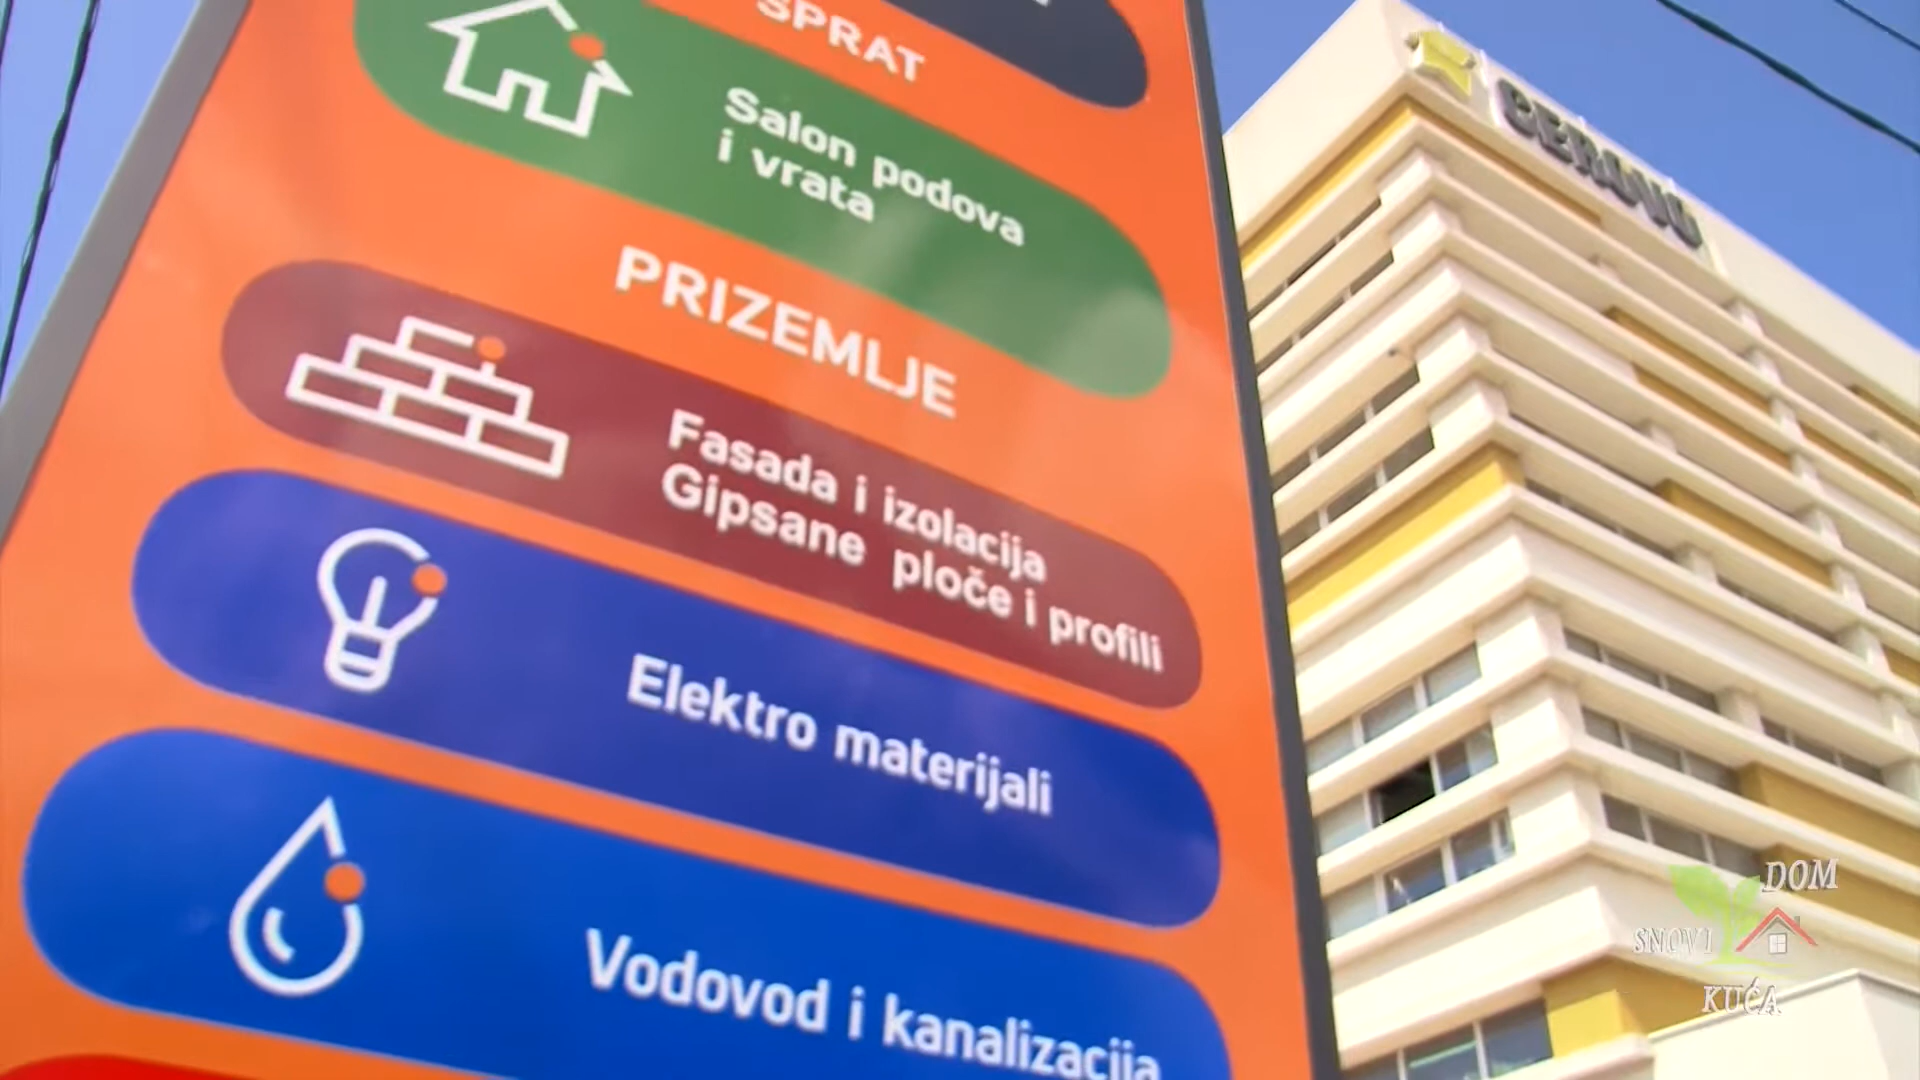 SPRAT
Salon podova
i vrata
PRIZEMLJE
Fasada i izolacija
Gipsane ploče i profili
Elektro materijali
Vodovod i kanalizacija
DOM
SNOVI
KUĆA